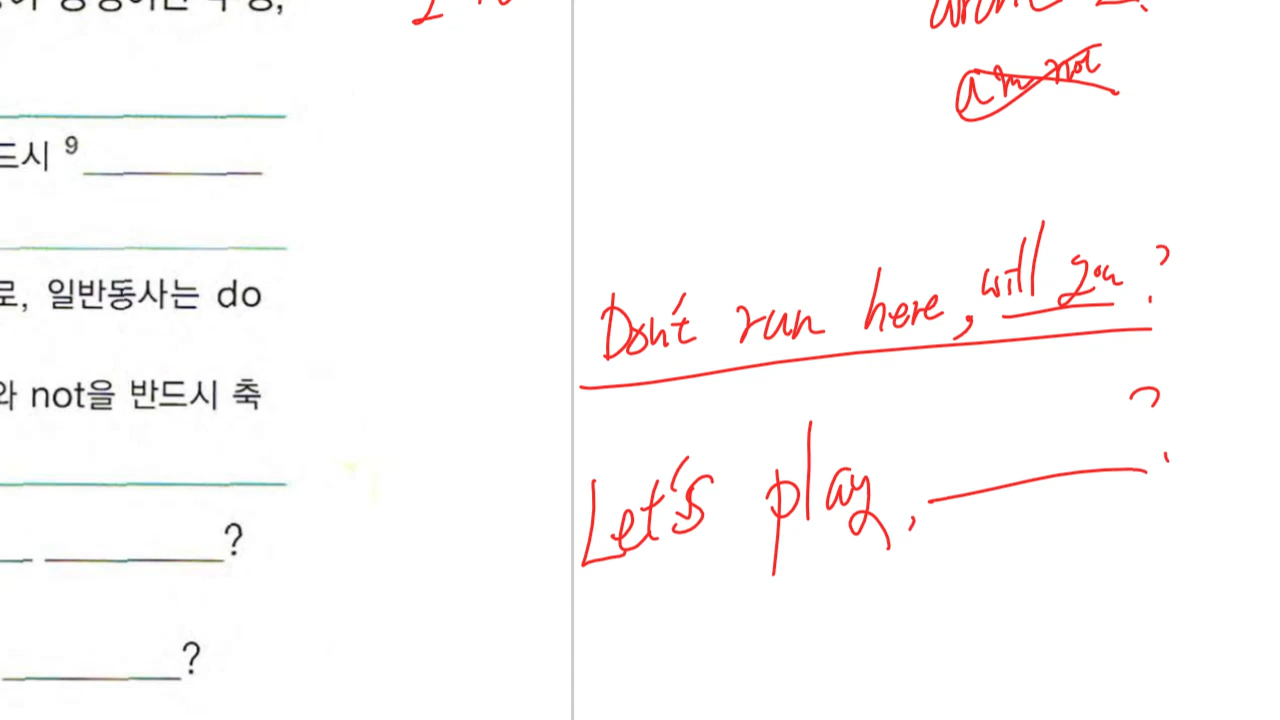 드시 9
로, 일반동사는 do
와 not을 반드시 축
?
?
am not
Don't run here, will you?
Let's play, ?